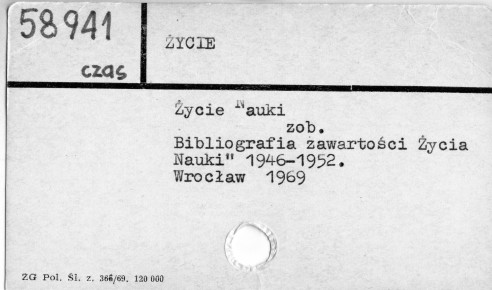 58941
czas
ŻYCIE
Życie Nauki
zob.
Bibliografia zawartości Życia
Nauki" 1946-1952.
Wrocław 1969
ZG Pol. Śl. z. 366/69. 120 000